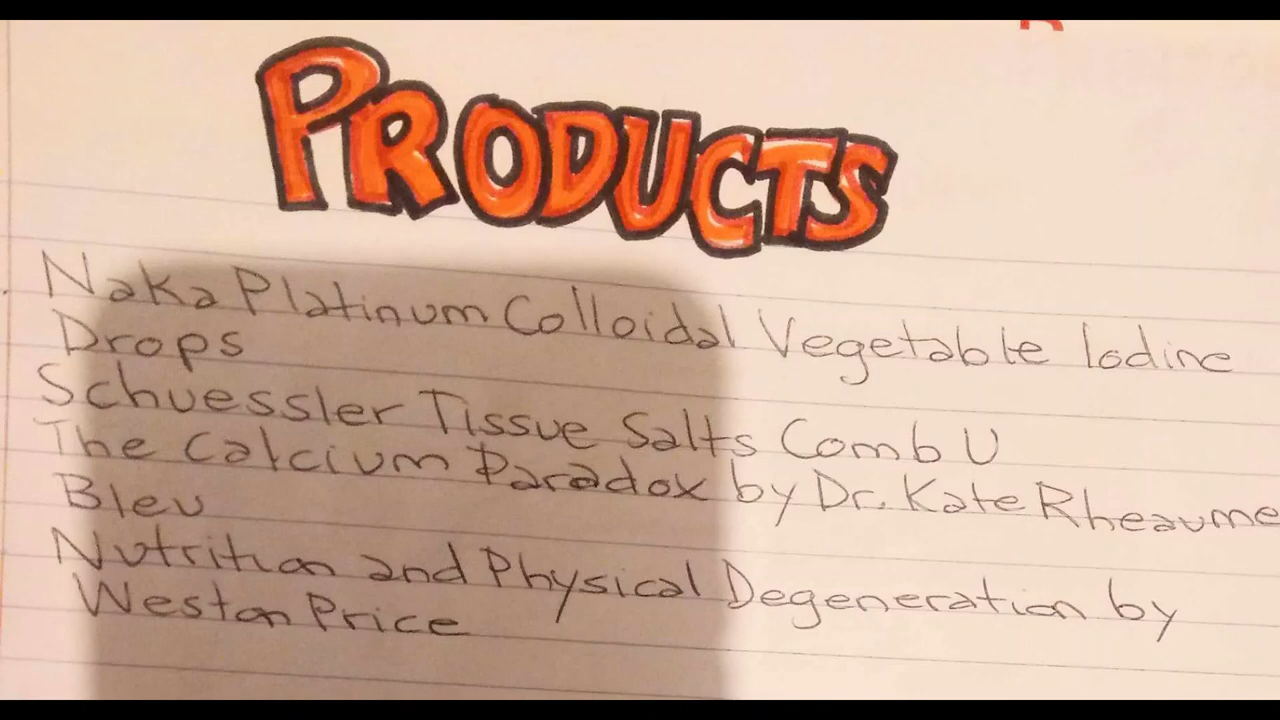 PRODUCTS
Naka Platinum Colloidal Vegetable Iodine
Drops
Schuessler Tissue Salts Comb U
The Calcium Paradox by Dr. Kate Rheaume
Bleu
Nutrition and Physical Degeneration by
Weston Price